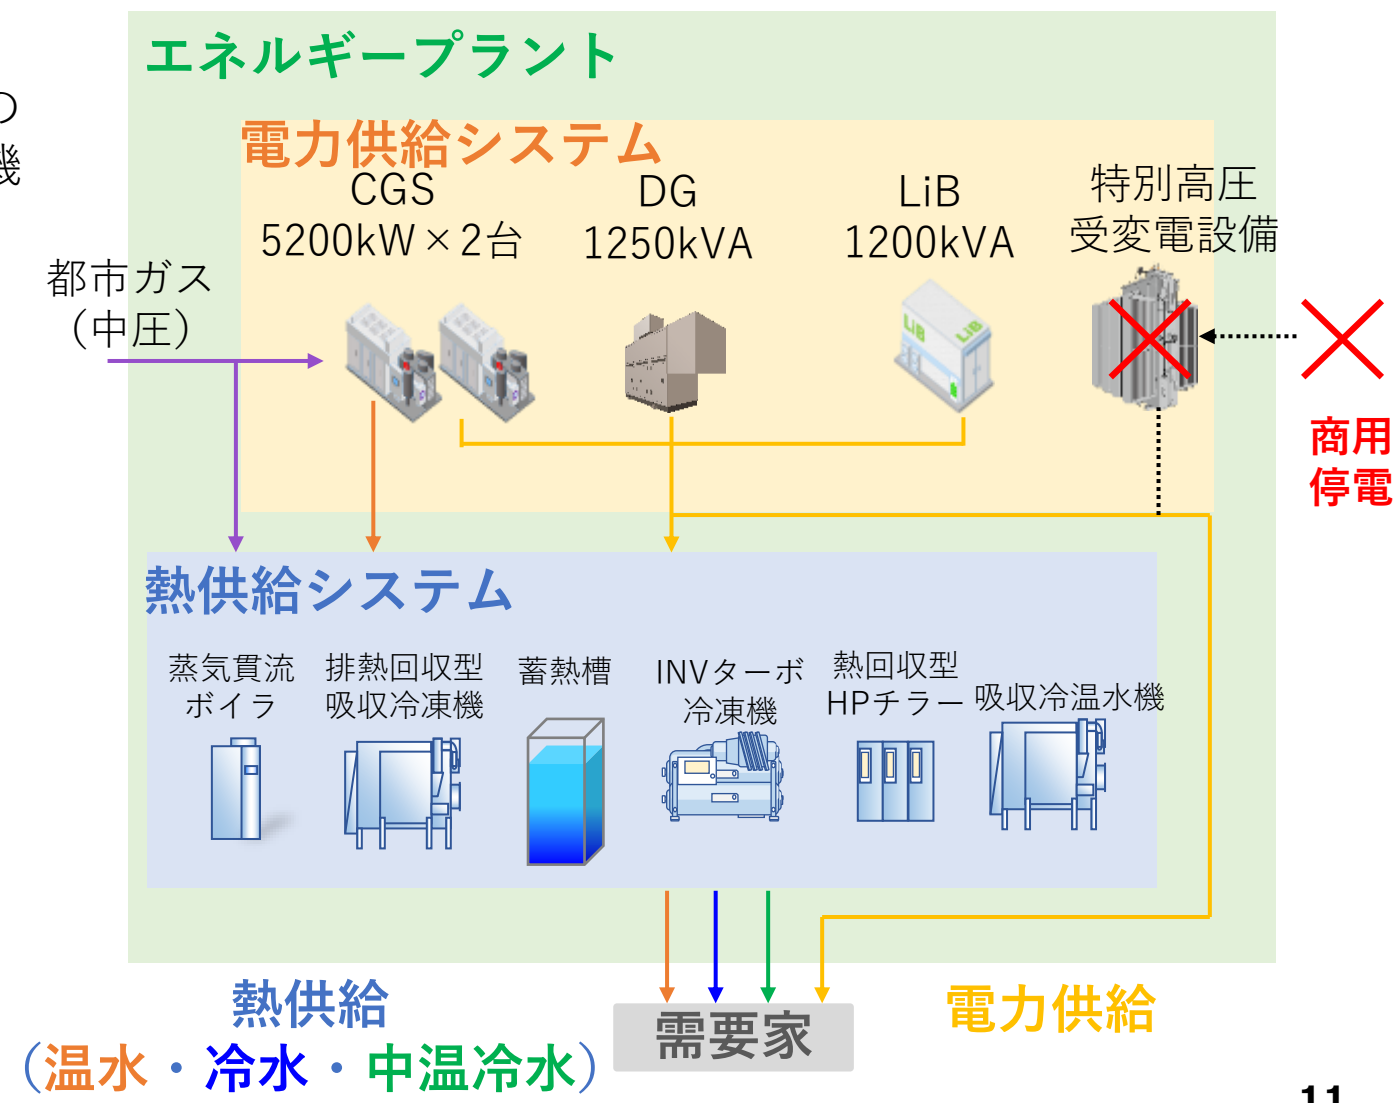 エネルギープラント
の
機
電力供給システム
CGS
5200kW×2台
DG
1250kVA
LiB
1200kVA
特別高圧
受変電設備
都市ガス
（中圧）
LiB
LiB
商用
停電
熱供給システム
蒸気貫流
ボイラ
排熱回収型
吸収冷凍機
蓄熱槽
INVターボ
冷凍機
熱回収型
HPチラー
吸収冷温水機
熱供給
（温水・冷水・中温冷水）
需要家
電力供給
11